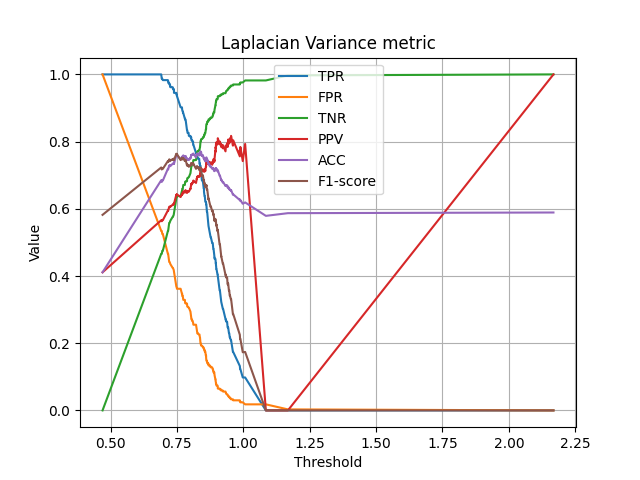 Laplacian Variance metric
1.0
0.8
0.6
0.4
0.2
0.0
Value
TPR
FPR
TNR
PPV
ACC
F1-score
0.50 0.75 1.00 1.25 1.50 1.75 2.00 2.25
Threshold